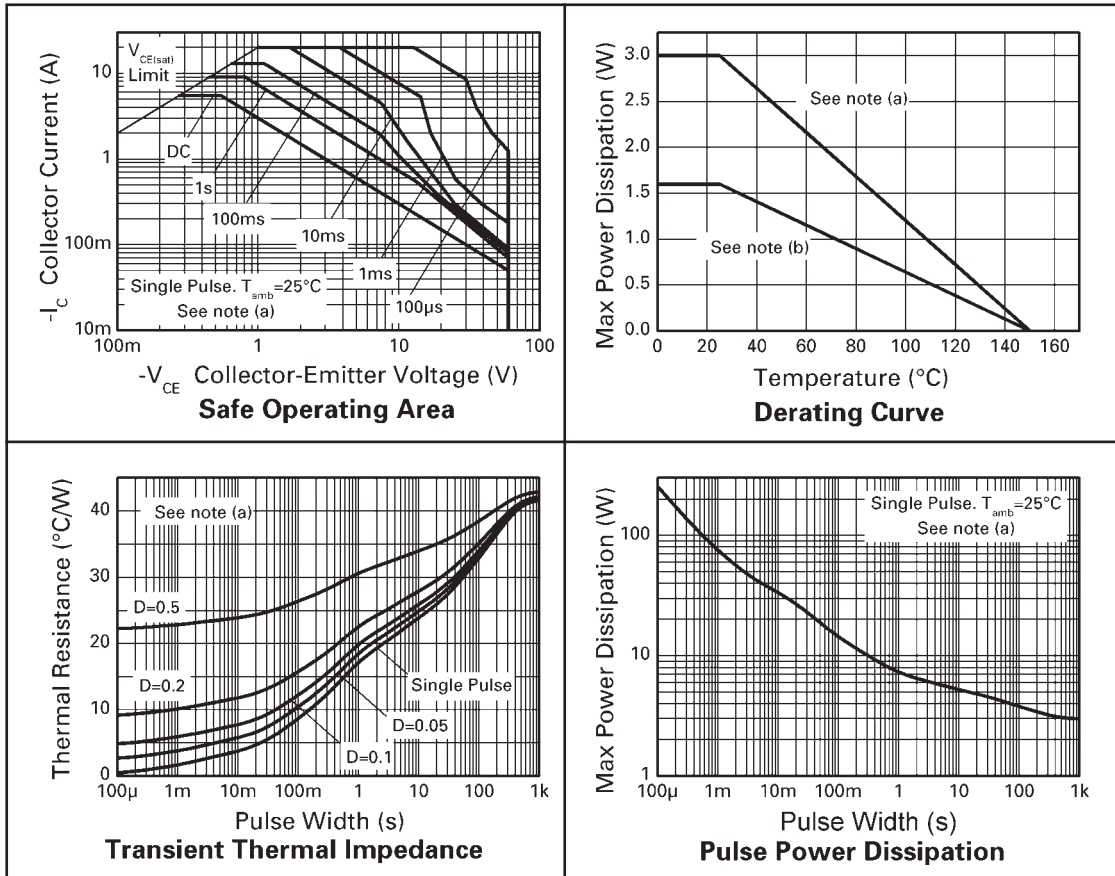 V_CE(sat)
Limit
DC
1s
100ms
10ms
1ms
100µs
Single Pulse. T_amb=25°C
See note (a)
10
1
100m
10m
100m
1
10
100
-I_C Collector Current (A)
-V_CE Collector-Emitter Voltage (V)
Safe Operating Area
3.0
2.5
2.0
1.5
1.0
0.5
0.0
See note (a)
See note (b)
0
20
40
60
80
100
120
140
160
Max Power Dissipation (W)
Temperature (°C)
Derating Curve
See note (a)
40
30
20
10
0
D=0.5
D=0.2
Single Pulse
D=0.05
D=0.1
100µ
1m
10m
100m
1
10
100
1k
Thermal Resistance (°C/W)
Pulse Width (s)
Transient Thermal Impedance
Single Pulse. T_amb=25°C
See note (a)
100
10
1
100µ
1m
10m
100m
1
10
100
1k
Max Power Dissipation (W)
Pulse Width (s)
Pulse Power Dissipation